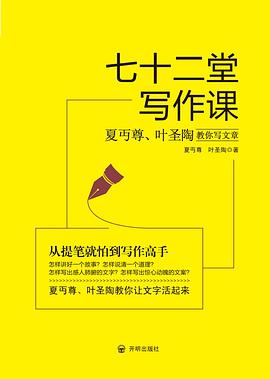 七十二堂
写作课
夏丏尊、叶圣陶 教你写文章
夏丏尊 叶圣陶◎著
从提笔就怕到写作高手
怎样讲好一个故事？怎样说清一个道理？
怎样写出感人肺腑的文字？怎样写出惊心动魄的文案？
夏丏尊、叶圣陶教你让文字活起来
开明出版社